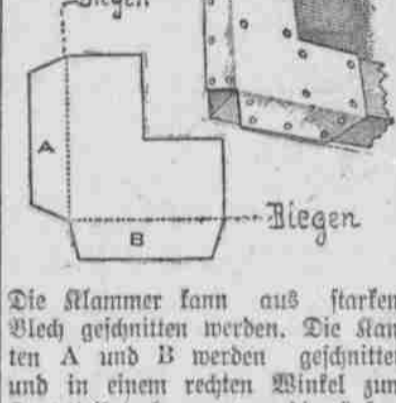 Biegen
A
Biegen
B
Die Klammer kann aus starken
Blech geschnitten werden. Die Kan
ten A und B werden geschnitten
und in einem rechten Winkel zum